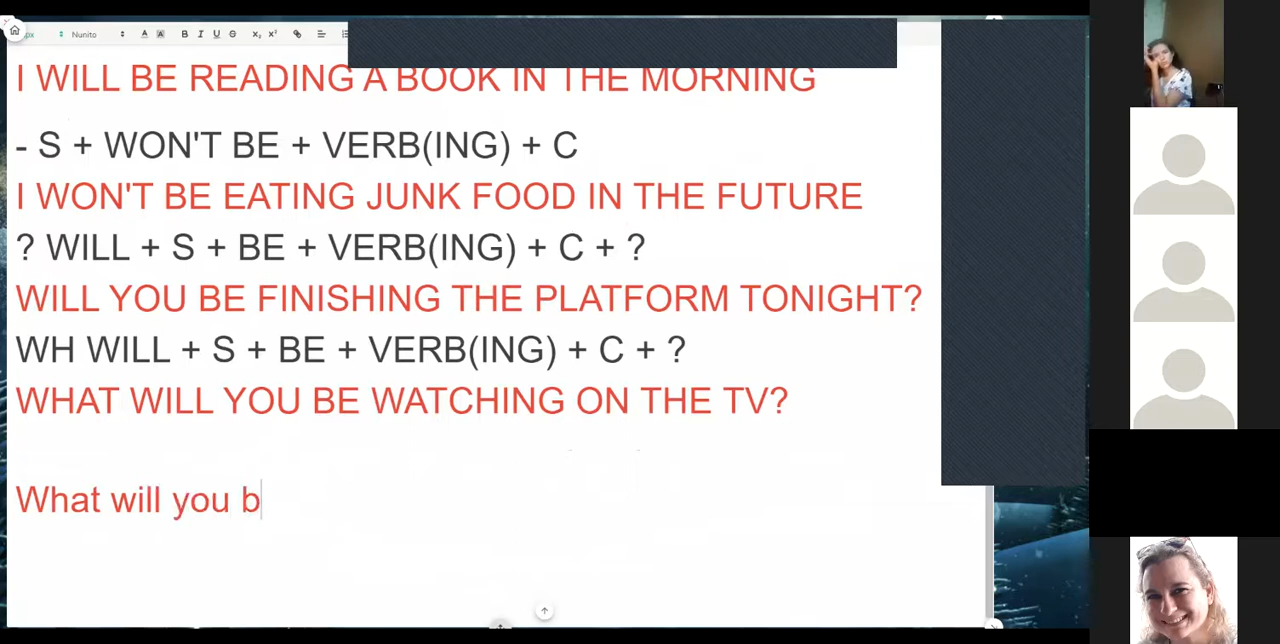 Nunito
I WILL BE READING A BOOK IN THE MORNING
- S + WON'T BE + VERB(ING) + C
I WON'T BE EATING JUNK FOOD IN THE FUTURE
? WILL + S + BE + VERB(ING) + C + ?
WILL YOU BE FINISHING THE PLATFORM TONIGHT?
WH WILL + S + BE + VERB(ING) + C + ?
WHAT WILL YOU BE WATCHING ON THE TV?
What will you b